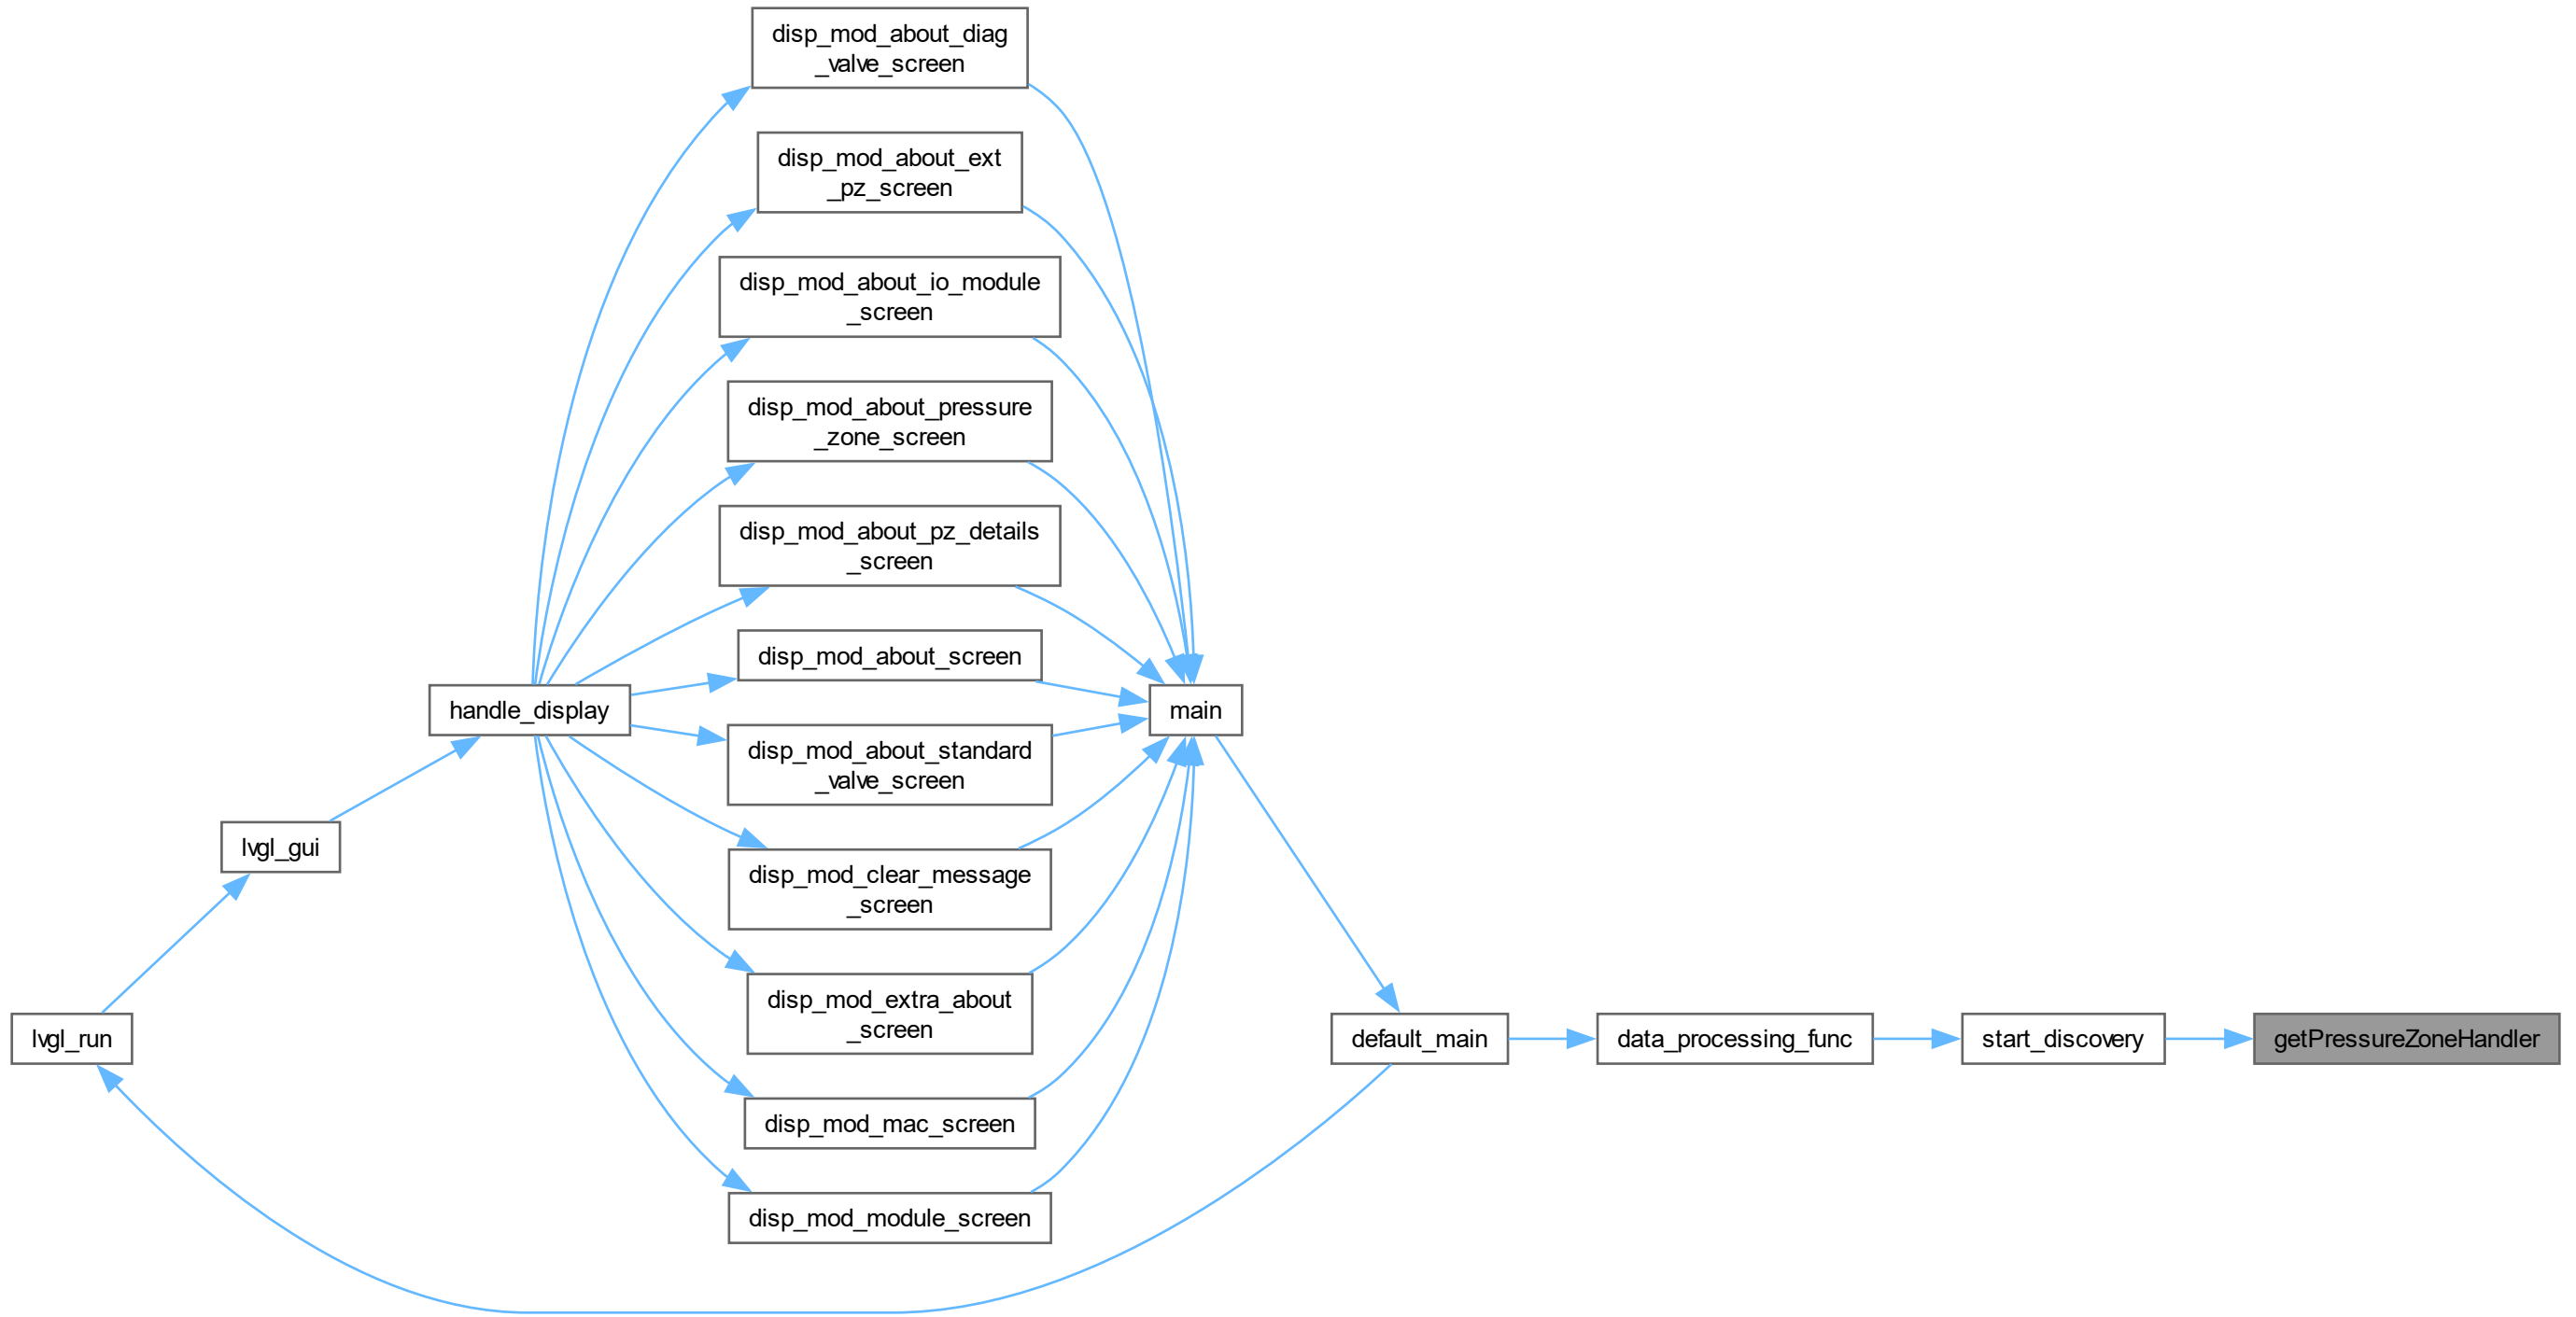 disp_mod_about_diag
_valve_screen
disp_mod_about_ext
_pz_screen
disp_mod_about_io_module
_screen
disp_mod_about_pressure
_zone_screen
disp_mod_about_pz_details
_screen
disp_mod_about_screen
handle_display
main
disp_mod_about_standard
_valve_screen
lvgl_gui
disp_mod_clear_message
_screen
disp_mod_extra_about
_screen
lvgl_run
default_main
data_processing_func
start_discovery
getPressureZoneHandler
disp_mod_mac_screen
disp_mod_module_screen